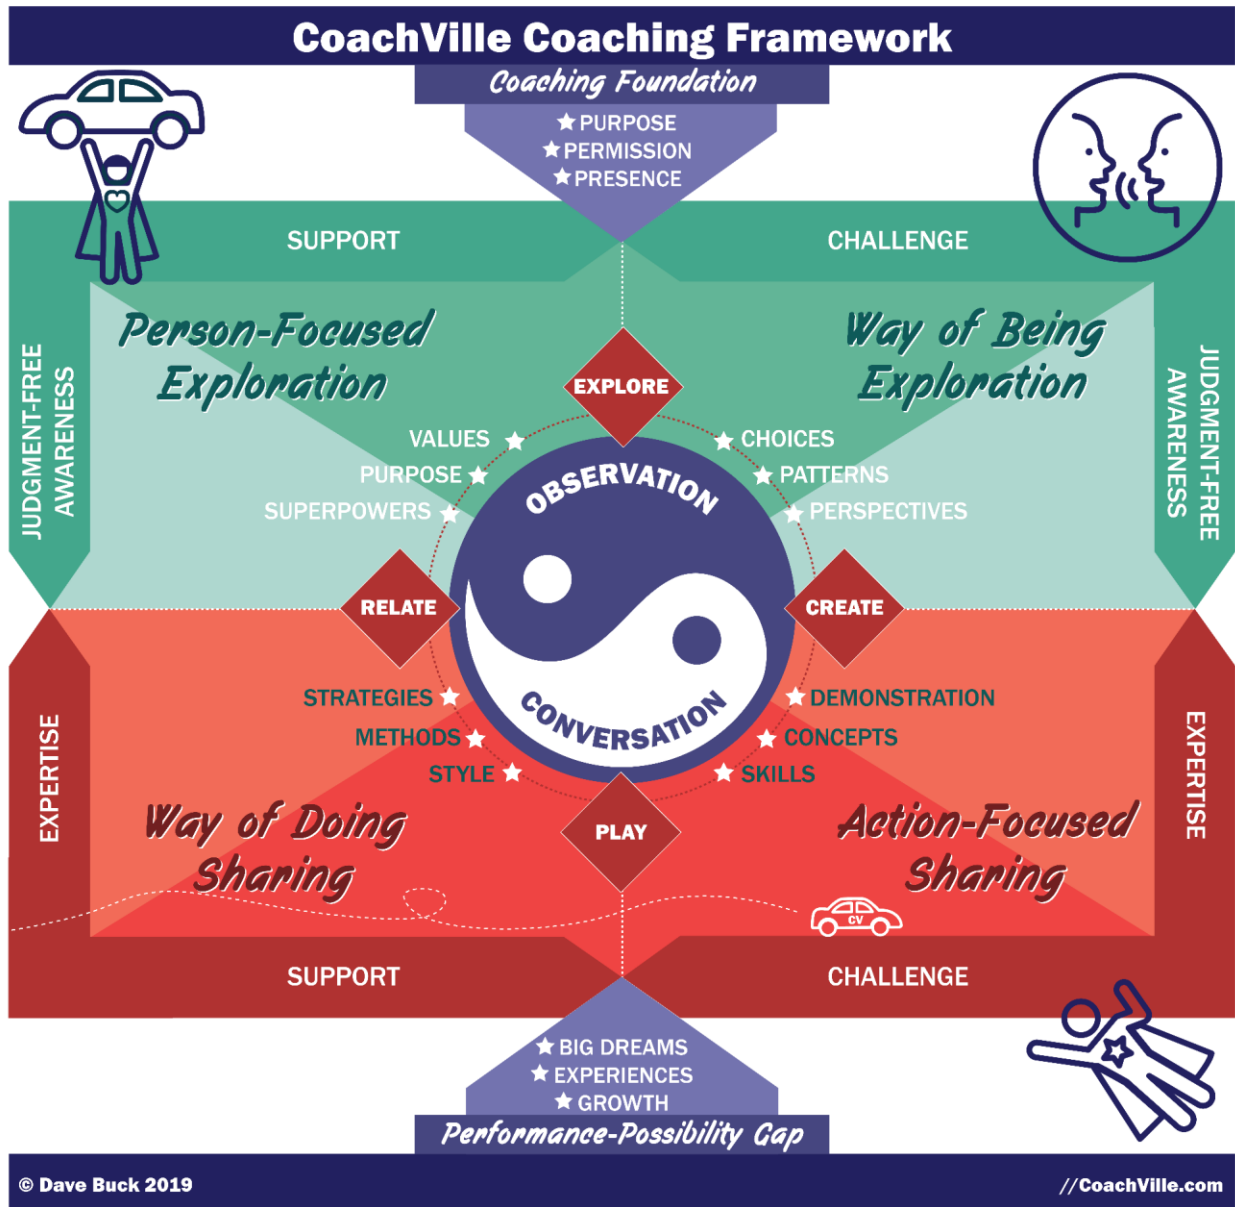 CoachVille Coaching Framework
Coaching Foundation
PURPOSE
PERMISSION
PRESENCE
SUPPORT
CHALLENGE
Person-Focused
Exploration
Way of Being
Exploration
JUDGMENT-FREE
AWARENESS
JUDGMENT-FREE
AWARENESS
EXPLORE
VALUES
PURPOSE
SUPERPOWERS
CHOICES
PATTERNS
PERSPECTIVES
OBSERVATION
RELATE
CREATE
CONVERSATION
STRATEGIES
METHODS
STYLE
DEMONSTRATION
CONCEPTS
SKILLS
EXPERTISE
EXPERTISE
PLAY
Way of Doing
Sharing
Action-Focused
Sharing
CV
SUPPORT
CHALLENGE
BIG DREAMS
EXPERIENCES
GROWTH
Performance-Possibility Gap
© Dave Buck 2019
//CoachVille.com